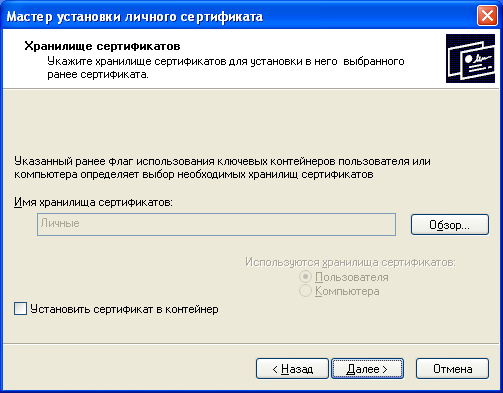 Мастер установки личного сертификата
Хранилище сертификатов
Укажите хранилище сертификатов для установки в него выбранного
ранее сертификата.
Указанный ранее флаг использования ключевых контейнеров пользователя или
компьютера определяет выбор необходимых хранилищ сертификатов
Имя хранилища сертификатов:
Личные
Обзор...
Используются хранилища сертификатов:
Пользователя
Компьютера
Установить сертификат в контейнер
< Назад
Далее >
Отмена